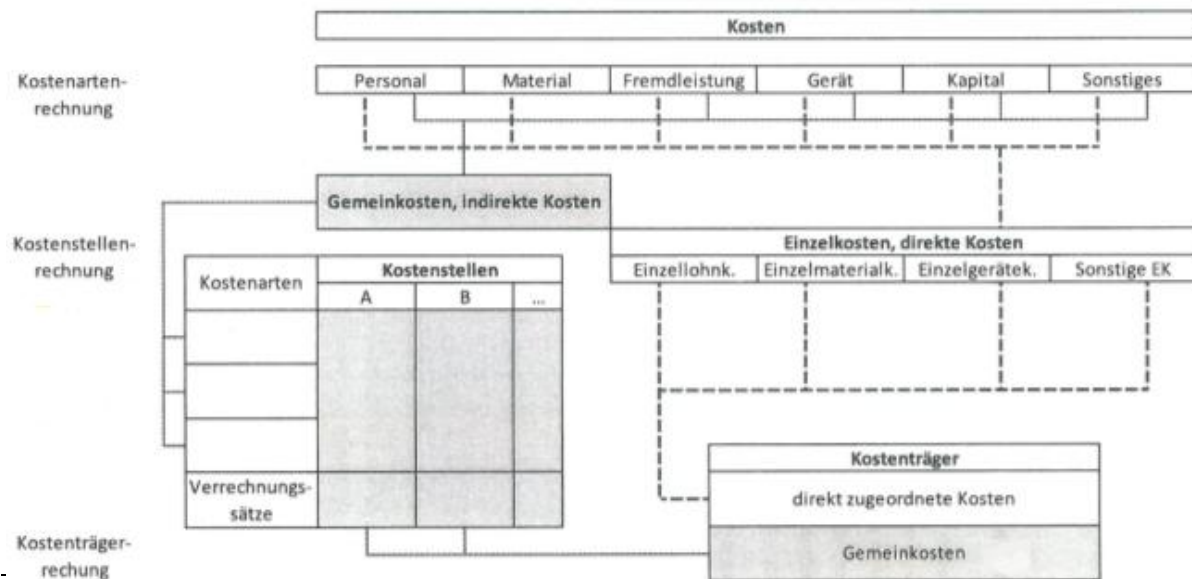 Kosten
Kostenarten-
rechnung
Personal Material Fremdleistung Gerät Kapital Sonstiges
Gemeinkosten, indirekte Kosten
Kostenstellen-
rechnung
Einzelkosten, direkte Kosten
Einzellohnk. Einzelmaterialk. Einzelgerätek. Sonstige EK
Kostenarten
Kostenstellen
A B ...
Kostenträger
direkt zugeordnete Kosten
Verrechnungs-
sätze
Gemeinkosten
Kostenträger-
rechung
-